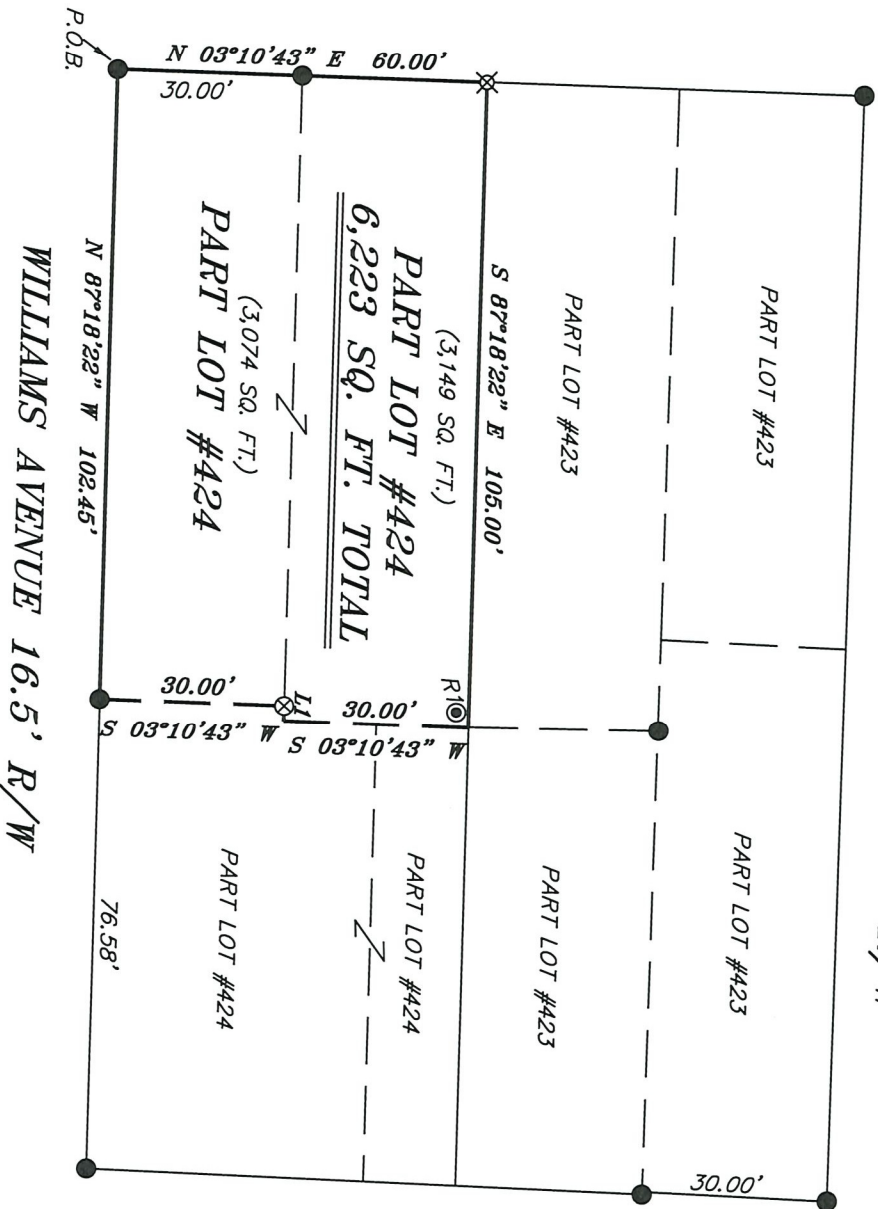 P.O.B.
N 03°10'43" E 60.00'
30.00'
PART LOT #423
PART LOT #423
S 87°18'22" E 105.00'
(3,149 SQ. FT.)
PART LOT #424
6,223 SQ. FT. TOTAL
(3,074 SQ. FT.)
PART LOT #424
N 87°18'22" W 102.45'
WILLIAMS AVENUE 16.5' R/W
R1
L1
30.00'
S 03°10'43" W
30.00'
S 03°10'43" W
PART LOT #423
PART LOT #423
PART LOT #424
PART LOT #424
76.58'
30.00'